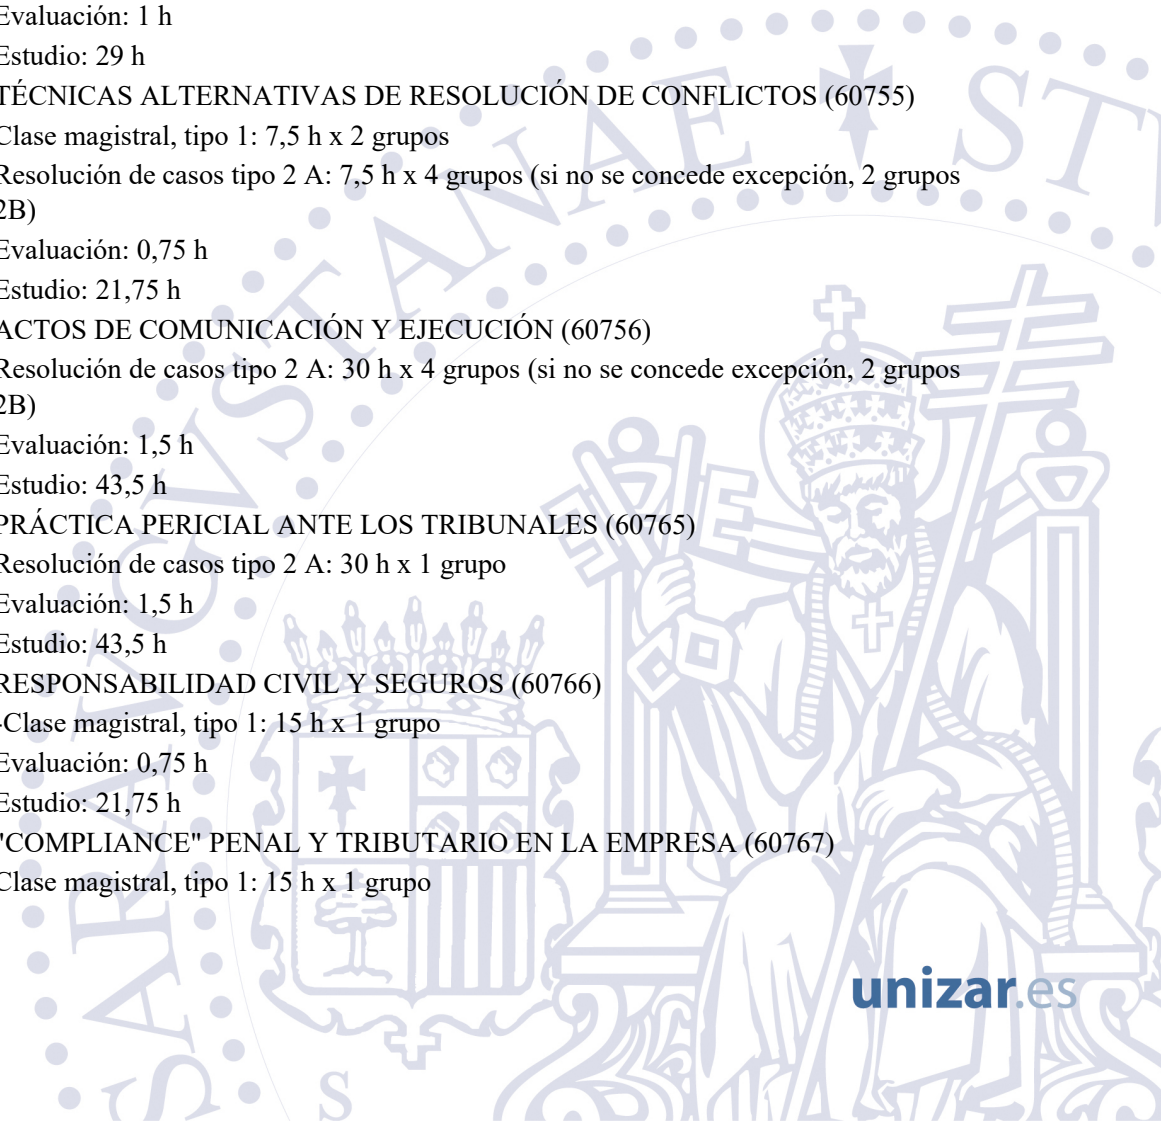 Evaluación: 1 h
Estudio: 29 h
TÉCNICAS ALTERNATIVAS DE RESOLUCIÓN DE CONFLICTOS (60755)
Clase magistral, tipo 1: 7,5 h x 2 grupos
Resolución de casos tipo 2 A: 7,5 h x 4 grupos (si no se concede excepción, 2 grupos
2B)
Evaluación: 0,75 h
Estudio: 21,75 h
ACTOS DE COMUNICACIÓN Y EJECUCIÓN (60756)
Resolución de casos tipo 2 A: 30 h x 4 grupos (si no se concede excepción, 2 grupos
2B)
Evaluación: 1,5 h
Estudio: 43,5 h
PRÁCTICA PERICIAL ANTE LOS TRIBUNALES (60765)
Resolución de casos tipo 2 A: 30 h x 1 grupo
Evaluación: 1,5 h
Estudio: 43,5 h
RESPONSABILIDAD CIVIL Y SEGUROS (60766)
-Clase magistral, tipo 1: 15 h x 1 grupo
Evaluación: 0,75 h
Estudio: 21,75 h
"COMPLIANCE" PENAL Y TRIBUTARIO EN LA EMPRESA (60767)
Clase magistral, tipo 1: 15 h x 1 grupo
unizar.es
SARAVGVSTANAE ST
S